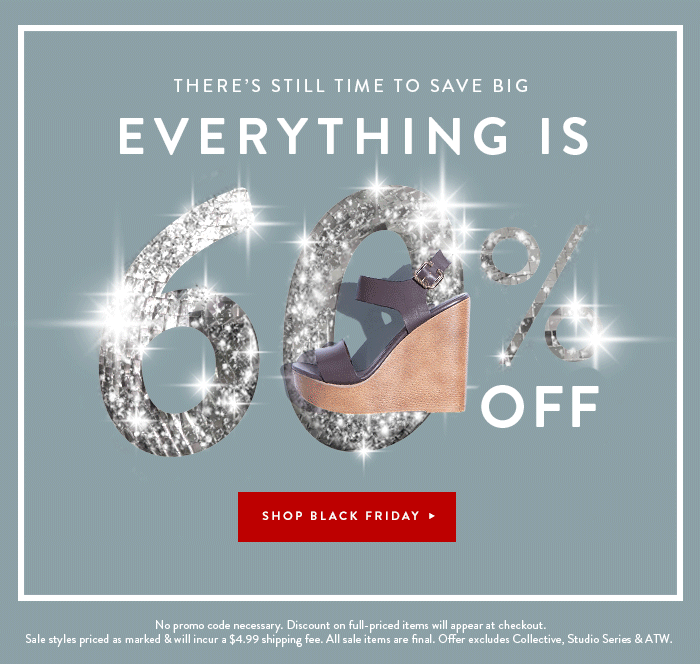 THERE'S STILL TIME TO SAVE BIG
EVERYTHING IS
60%
OFF
SHOP BLACK FRIDAY ▸
No promo code necessary. Discount on full-priced items will appear at checkout.
Sale styles priced as marked & will incur a $4.99 shipping fee. All sale items are final. Offer excludes Collective, Studio Series & ATW.